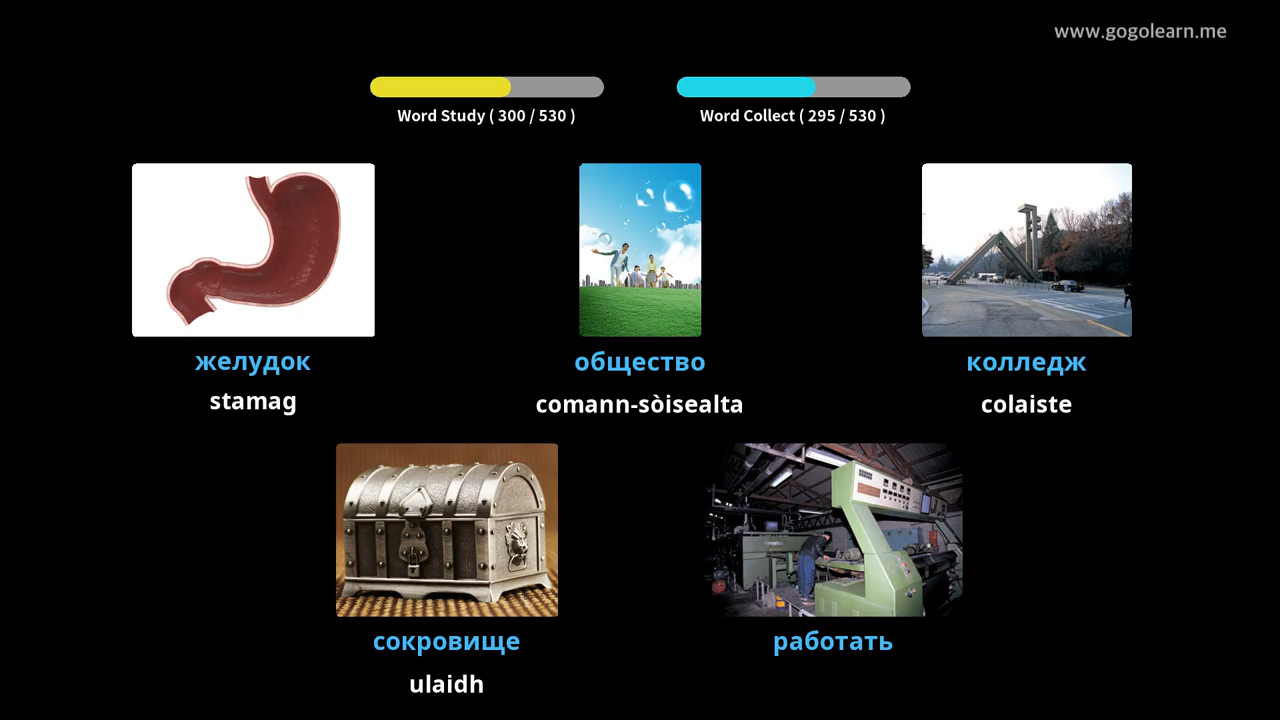 www.gogolearn.me
Word Study ( 300 / 530 )
Word Collect ( 295 / 530 )
желудок
stamag
общество
comann-sòisealta
колледж
colaiste
сокровище
ulaidh
работать